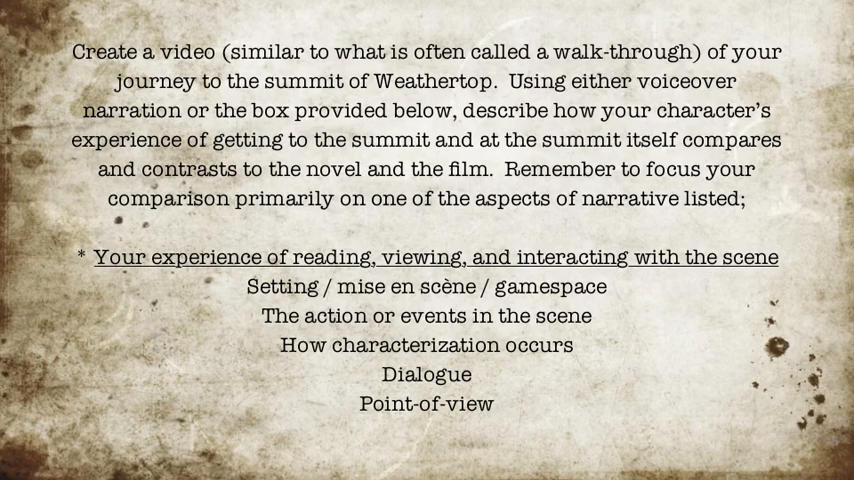 Create a video (similar to what is often called a walk-through) of your
journey to the summit of Weathertop.  Using either voiceover
narration or the box provided below, describe how your character's
experience of getting to the summit and at the summit itself compares
and contrasts to the novel and the film.  Remember to focus your
comparison primarily on one of the aspects of narrative listed;
* Your experience of reading, viewing, and interacting with the scene
Setting / mise en scène / gamespace
The action or events in the scene
How characterization occurs
Dialogue
Point-of-view